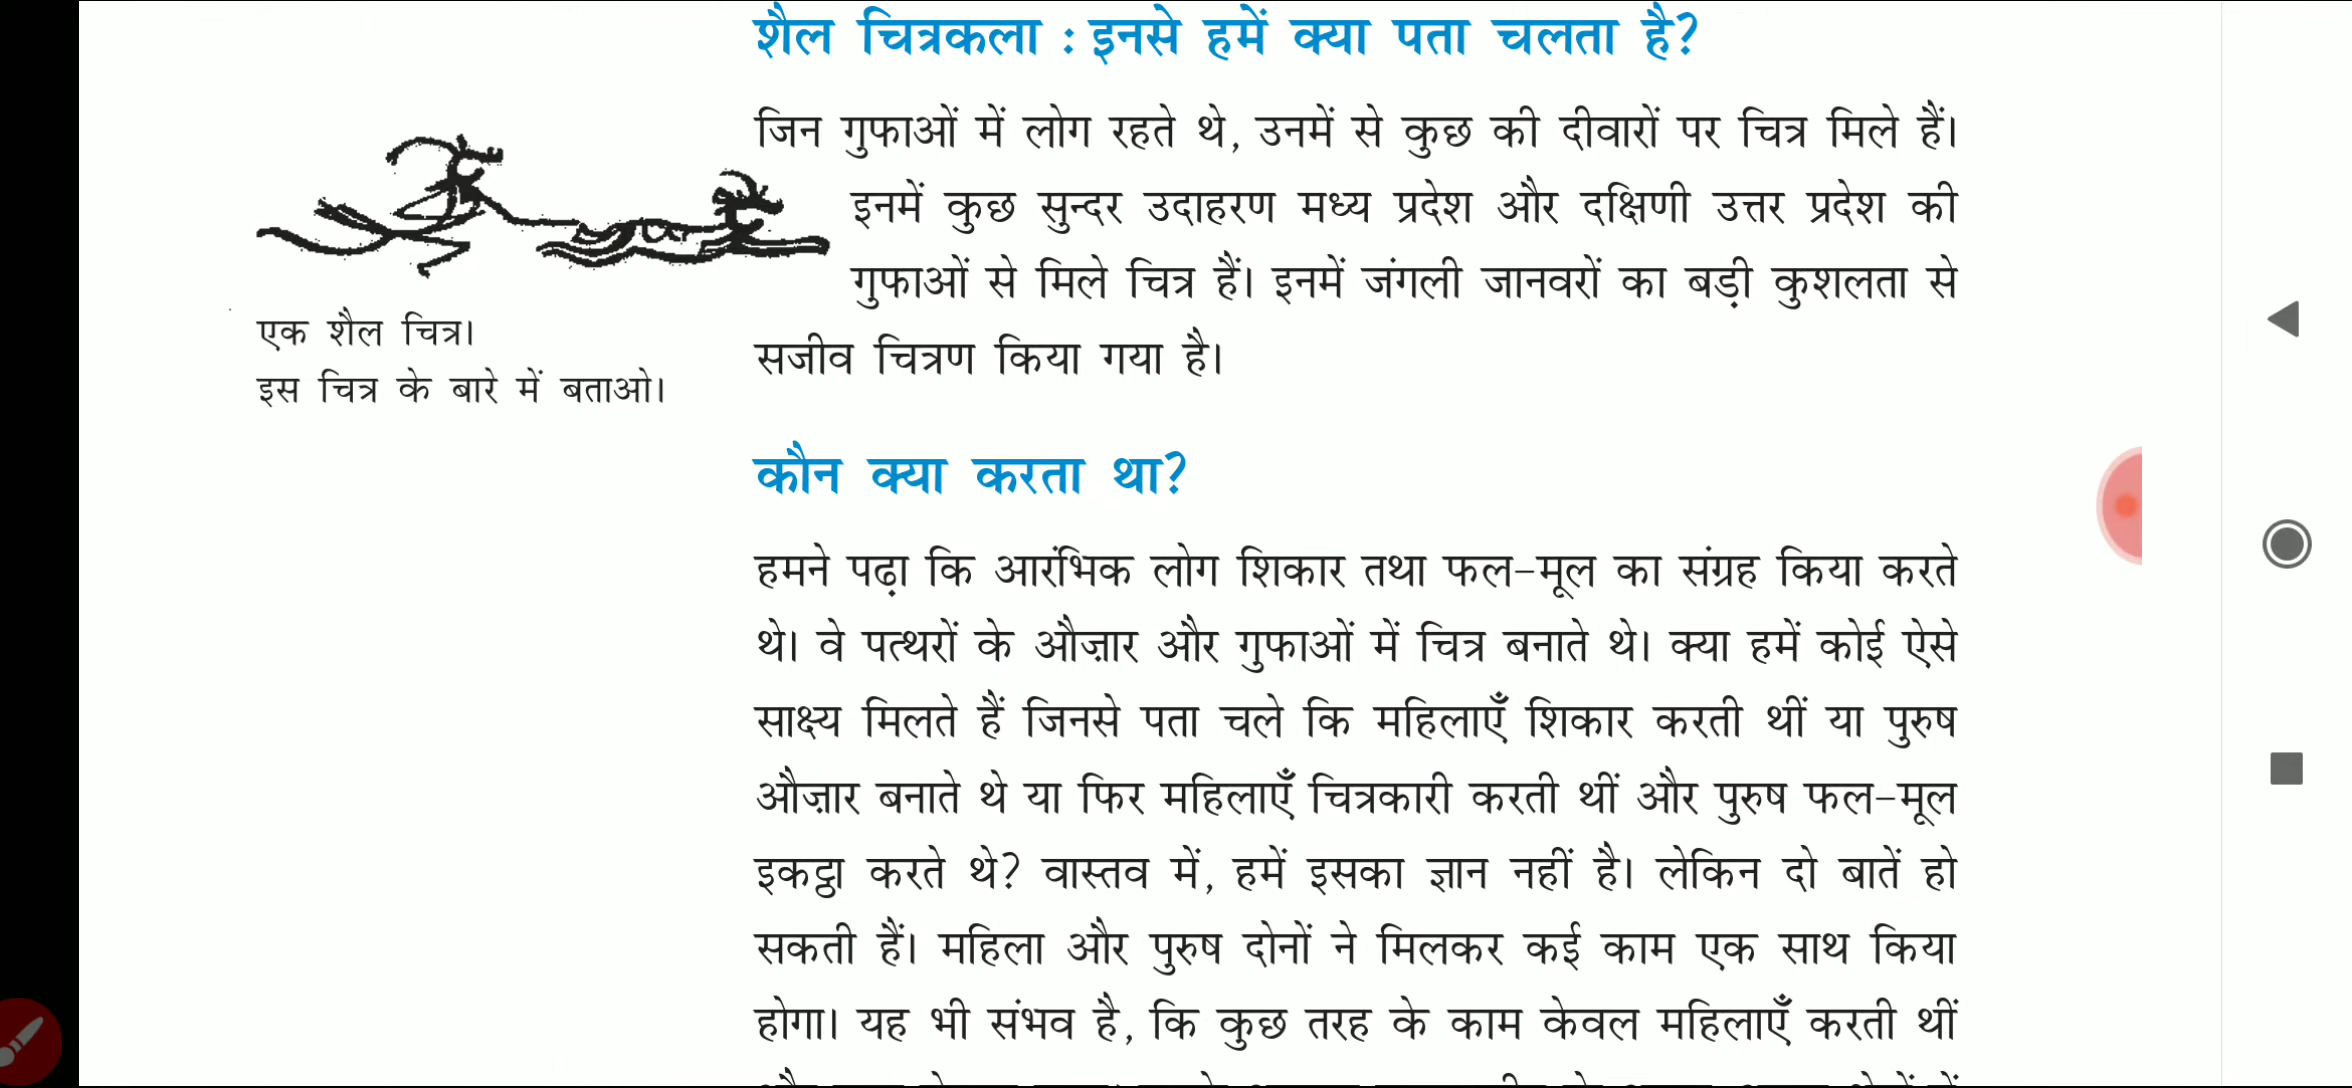 शैल चित्रकला : इनसे हमें क्या पता चलता है?
जिन गुफाओं में लोग रहते थे, उनमें से कुछ की दीवारों पर चित्र मिले हैं।
इनमें कुछ सुन्दर उदाहरण मध्य प्रदेश और दक्षिणी उत्तर प्रदेश की
गुफाओं से मिले चित्र हैं। इनमें जंगली जानवरों का बड़ी कुशलता से
सजीव चित्रण किया गया है।
एक शैल चित्र।
इस चित्र के बारे में बताओ।
कौन क्या करता था?
हमने पढ़ा कि आरंभिक लोग शिकार तथा फल-मूल का संग्रह किया करते
थे। वे पत्थरों के औज़ार और गुफाओं में चित्र बनाते थे। क्या हमें कोई ऐसे
साक्ष्य मिलते हैं जिनसे पता चले कि महिलाएँ शिकार करती थीं या पुरुष
औज़ार बनाते थे या फिर महिलाएँ चित्रकारी करती थीं और पुरुष फल-मूल
इकट्ठा करते थे? वास्तव में, हमें इसका ज्ञान नहीं है। लेकिन दो बातें हो
सकती हैं। महिला और पुरुष दोनों ने मिलकर कई काम एक साथ किया
होगा। यह भी संभव है, कि कुछ तरह के काम केवल महिलाएँ करती थीं